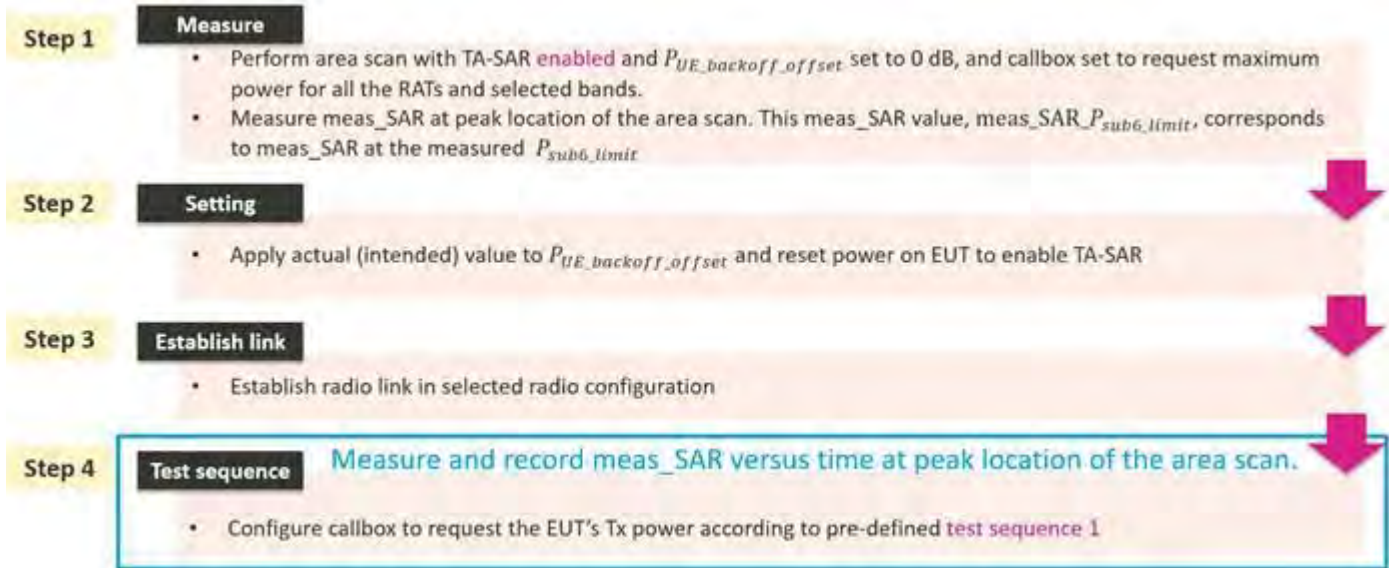 Step 1
Measure
• Perform area scan with TA-SAR enabled and P_UE_backoff_offset set to 0 dB, and callbox set to request maximum
power for all the RATs and selected bands.
• Measure meas_SAR at peak location of the area scan. This meas_SAR value, meas_SAR_P_sub6_limit, corresponds
to meas_SAR at the measured P_sub6_limit
Step 2
Setting
• Apply actual (intended) value to P_UE_backoff_offset and reset power on EUT to enable TA-SAR
Step 3
Establish link
• Establish radio link in selected radio configuration
Step 4
Test sequence
Measure and record meas_SAR versus time at peak location of the area scan.
• Configure callbox to request the EUT's Tx power according to pre-defined test sequence 1